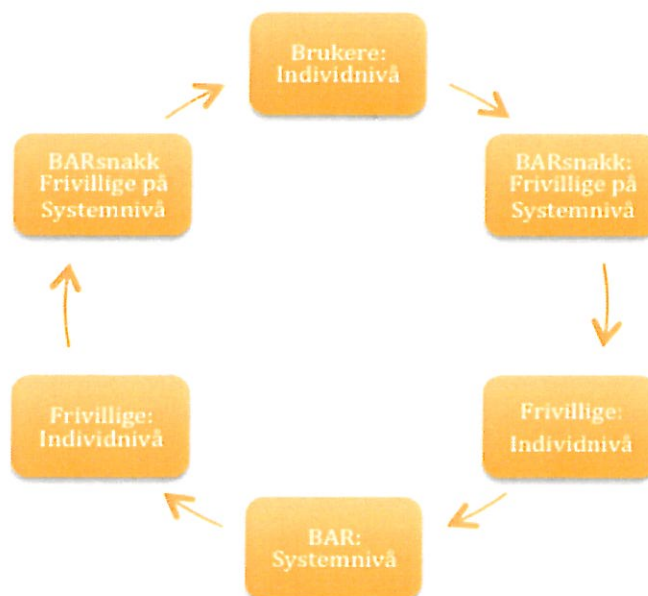 Brukere:
Individnivå
BARsnakk:
Frivillige på
Systemnivå
Frivillige:
Individnivå
BAR:
Systemnivå
Frivillige:
Individnivå
BARsnakk
Frivillige på
Systemnivå